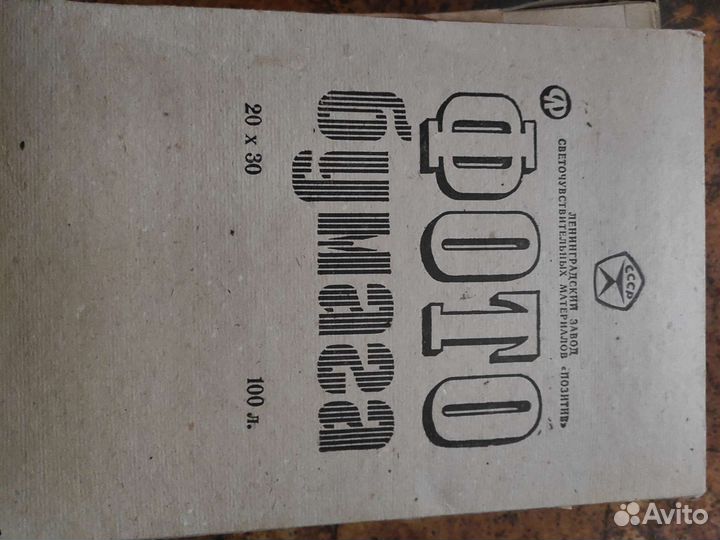 СССР
ЛЕНИНГРАДСКИЙ ЗАВОД
СВЕТОЧУВСТВИТЕЛЬНЫХ МАТЕРИАЛОВ «ПОЗИТИВ»
ФОТО
бумага
20 х 30
100 л.
Avito